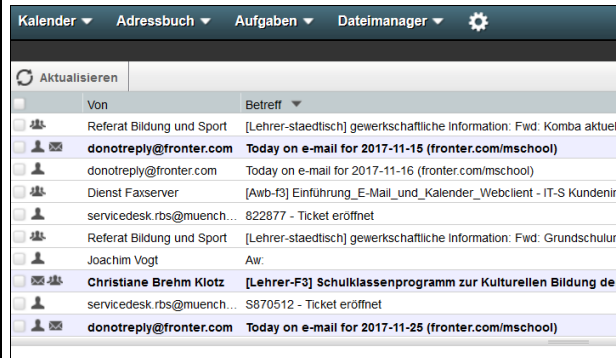 Kalender Adressbuch Aufgaben Dateimanager
Aktualisieren
Von Betreff
Referat Bildung und Sport [Lehrer-staedtisch] gewerkschaftliche Information: Fwd: Komba aktuel
donotreply@fronter.com Today on e-mail for 2017-11-15 (fronter.com/mschool)
donotreply@fronter.com Today on e-mail for 2017-11-16 (fronter.com/mschool)
Dienst Faxserver [Awb-f3] Einführung_E-Mail_und_Kalender_Webclient - IT-S Kundenin
servicedesk.rbs@muench... 822877 - Ticket eröffnet
Referat Bildung und Sport [Lehrer-staedtisch] gewerkschaftliche Information: Fwd: Grundschulun
Joachim Vogt Aw:
Christiane Brehm Klotz [Lehrer-F3] Schulklassenprogramm zur Kulturellen Bildung de
servicedesk.rbs@muench... S870512 - Ticket eröffnet
donotreply@fronter.com Today on e-mail for 2017-11-25 (fronter.com/mschool)